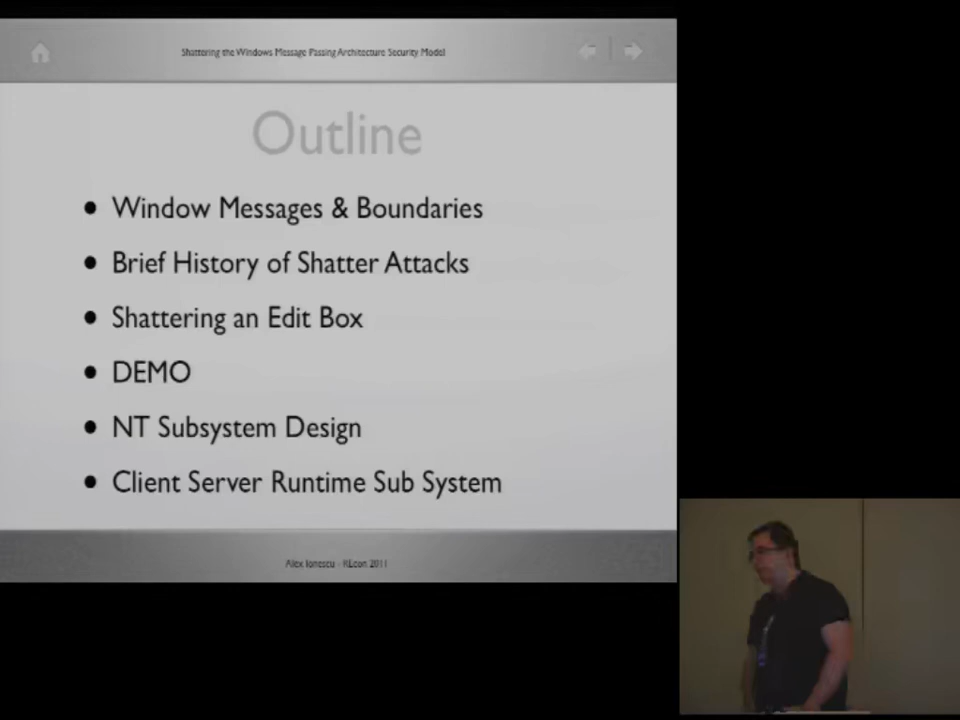 Shattering the Windows Message Passing Architecture Security Model
Outline
• Window Messages & Boundaries
• Brief History of Shatter Attacks
• Shattering an Edit Box
• DEMO
• NT Subsystem Design
• Client Server Runtime Sub System
Alex Ionescu - RECon 2011